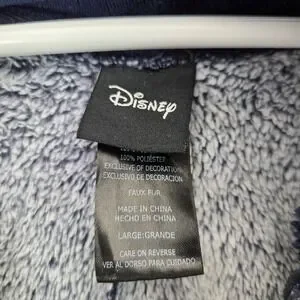 Disney
100% POLIÉSTER
EXCLUSIVE OF DECORATION
EXCLUSIVO DE DECORACION
FAUX FUR
MADE IN CHINA
HECHO EN CHINA
LARGE:GRANDE
CARE ON REVERSE
VER AL DORSO PARA CUIDADO